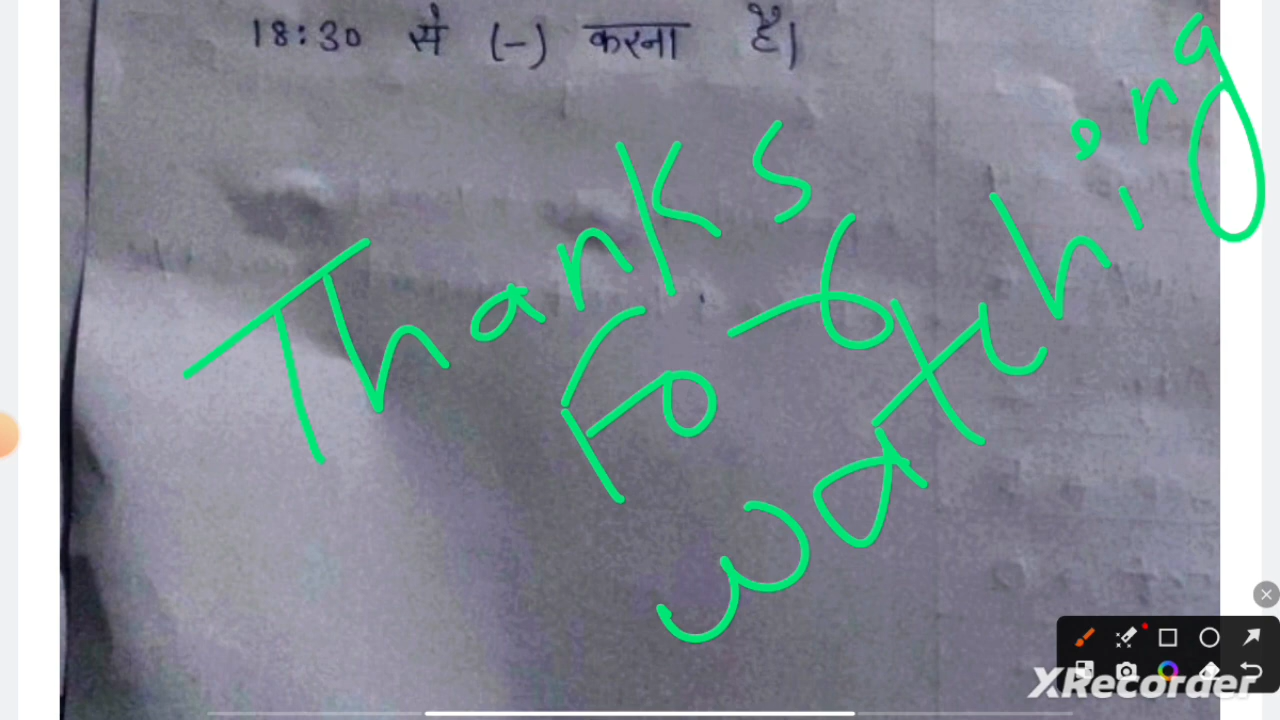 18:30 से (-) करना है।
Thanks
For
watching
XRecorder